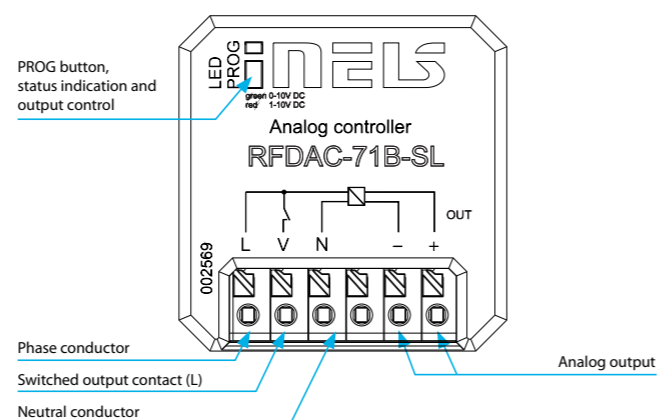 PROG button,
status indication and
output control
LED
PROG
NELS
green 0-10V DC
red 1-10V DC
Analog controller
RFDAC-71B-SL
OUT
L V N – +
002569
Phase conductor
Switched output contact (L)
Neutral conductor
Analog output